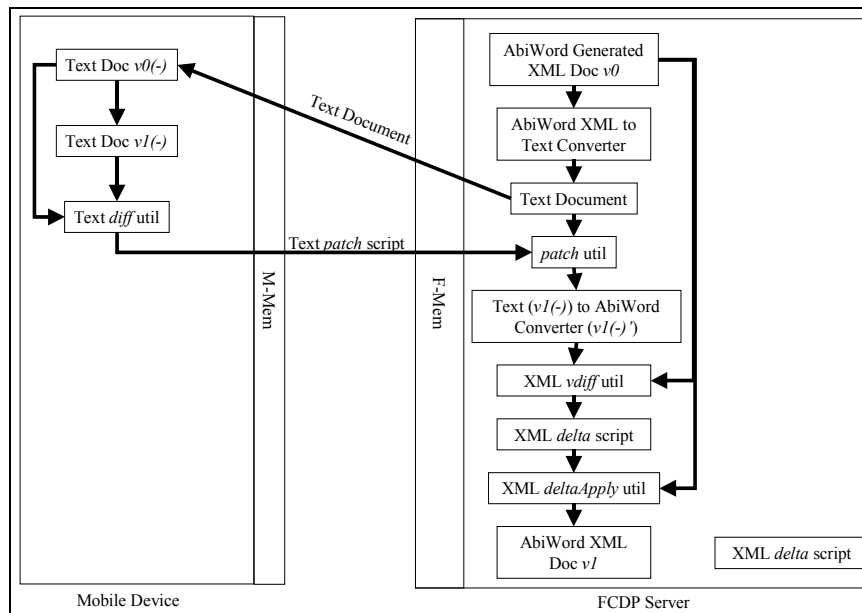 Text Doc v0(-)
Text Doc v1(-)
Text diff util
Text Document
Text patch script
M-Mem
F-Mem
AbiWord Generated
XML Doc v0
AbiWord XML to
Text Converter
Text Document
patch util
Text (v1(-)) to AbiWord
Converter (v1(-)’)
XML vdiff util
XML delta script
XML deltaApply util
AbiWord XML
Doc v1
XML delta script
Mobile Device
FCDP Server